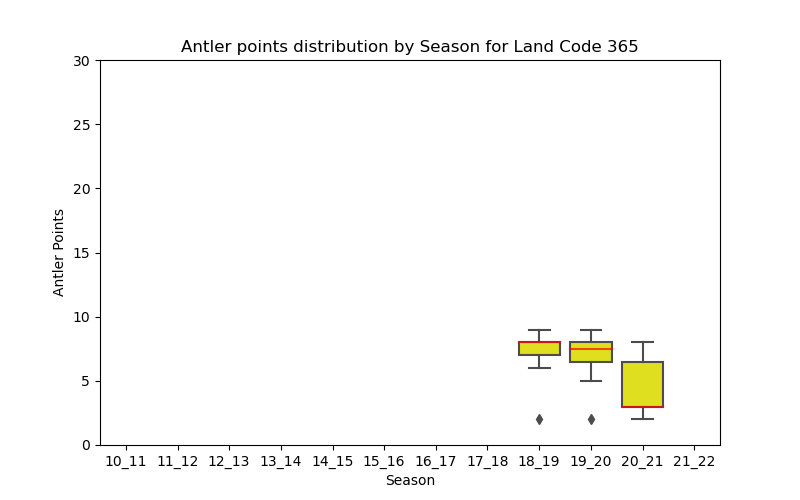 Antler points distribution by Season for Land Code 365
30
25
20
15
10
5
0
Antler Points
10_11 11_12 12_13 13_14 14_15 15_16 16_17 17_18 18_19 19_20 20_21 21_22
Season